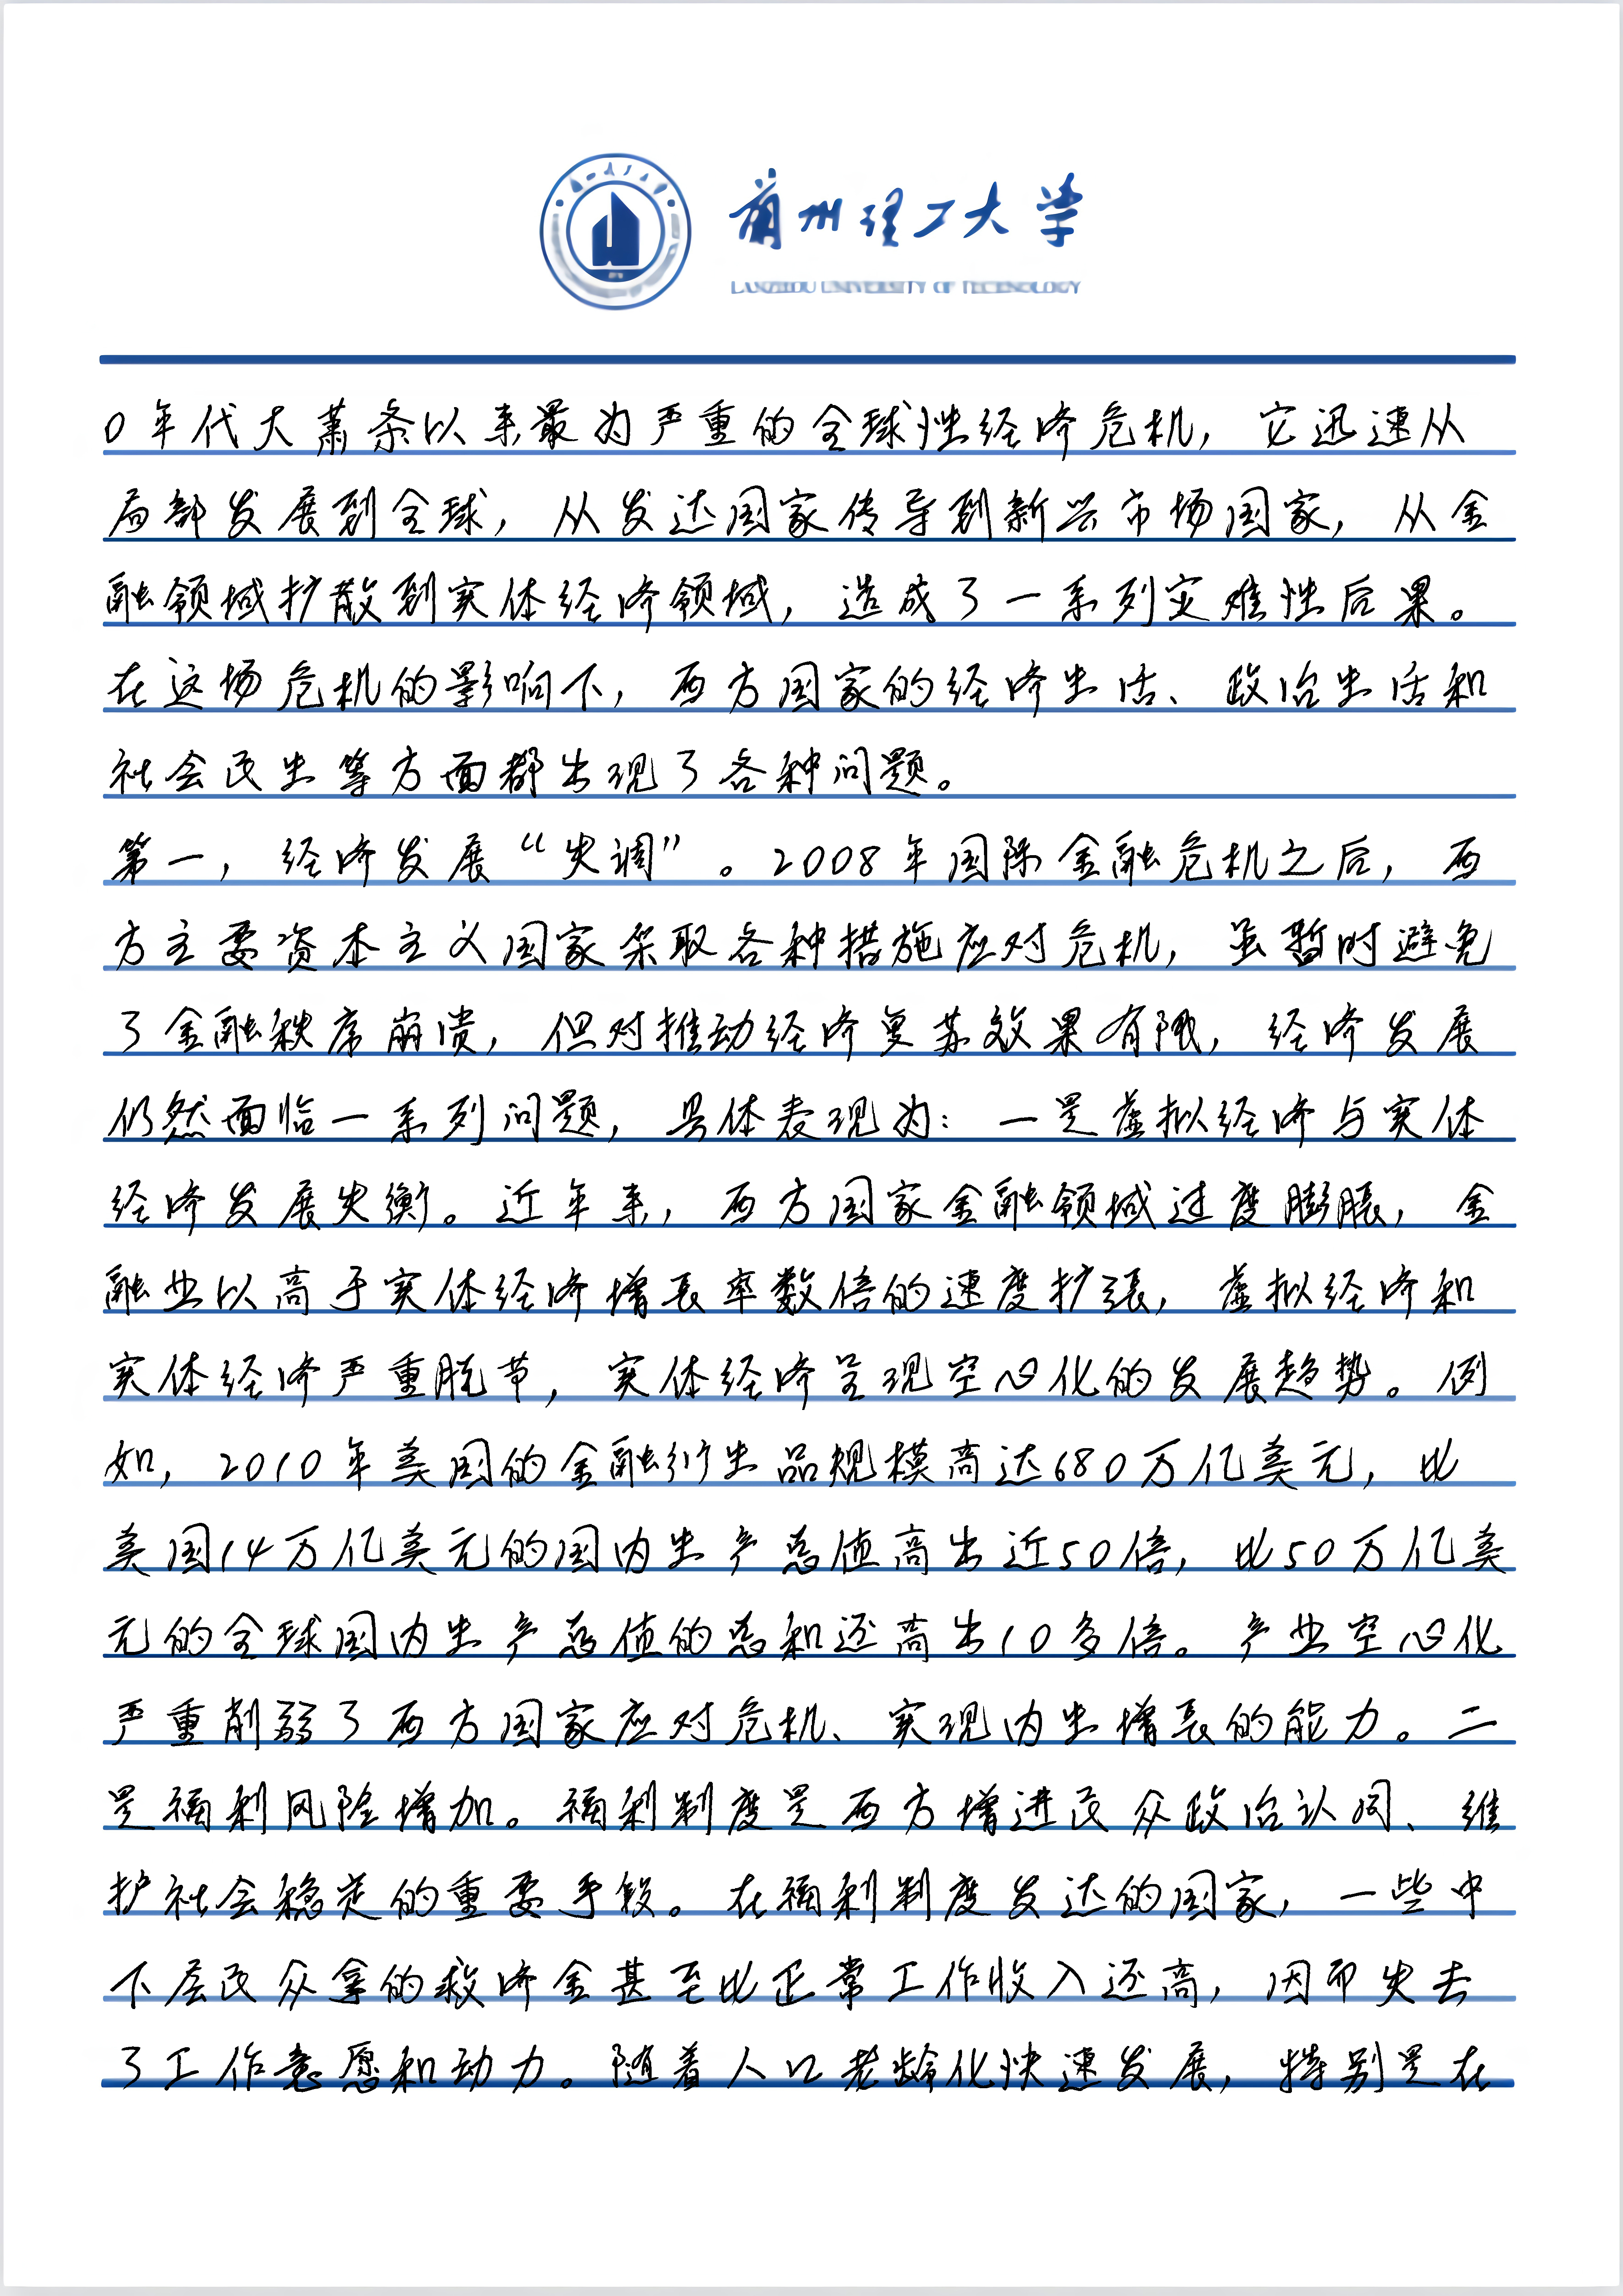 兰州理工大学
LANZHOU UNIVERSITY OF TECHNOLOGY
0年代大萧条以来最为严重的全球性经济危机，它迅速从
局部发展到全球，从发达国家传导到新兴市场国家，从金
融领域扩散到实体经济领域，造成了一系列灾难性后果。
在这场危机的影响下，西方国家的经济生活、政治生活和
社会民生等方面都出现了各种问题。
第一，经济发展“失调”。2008年国际金融危机之后，西
方主要资本主义国家采取各种措施应对危机，虽暂时避免
了金融秩序崩溃，但对推动经济复苏效果有限，经济发展
仍然面临一系列问题，具体表现为：一是虚拟经济与实体
经济发展失衡。近年来，西方国家金融领域过度膨胀，金
融业以高于实体经济增长率数倍的速度扩张，虚拟经济和
实体经济严重脱节，实体经济呈现空心化的发展趋势。例
如，2010年美国的金融衍生品规模高达680万亿美元，比
美国14万亿美元的国内生产总值高出近50倍，比50万亿美
元的全球国内生产总值的总和还高出10多倍。产业空心化
严重削弱了西方国家应对危机、实现内生增长的能力。二
是福利风险增加。福利制度是西方增进民众政治认同、维
护社会稳定的重要手段。在福利制度发达的国家，一些中
下层民众拿的救济金甚至比正常工作收入还高，因而失去
了工作意愿和动力。随着人口老龄化快速发展，特别是在